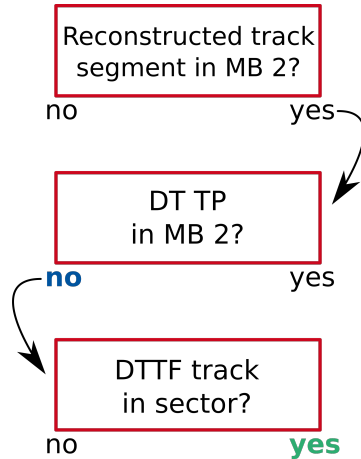 Reconstructed track
segment in MB 2?
no yes
DT TP
in MB 2?
no yes
DTTF track
in sector?
no yes